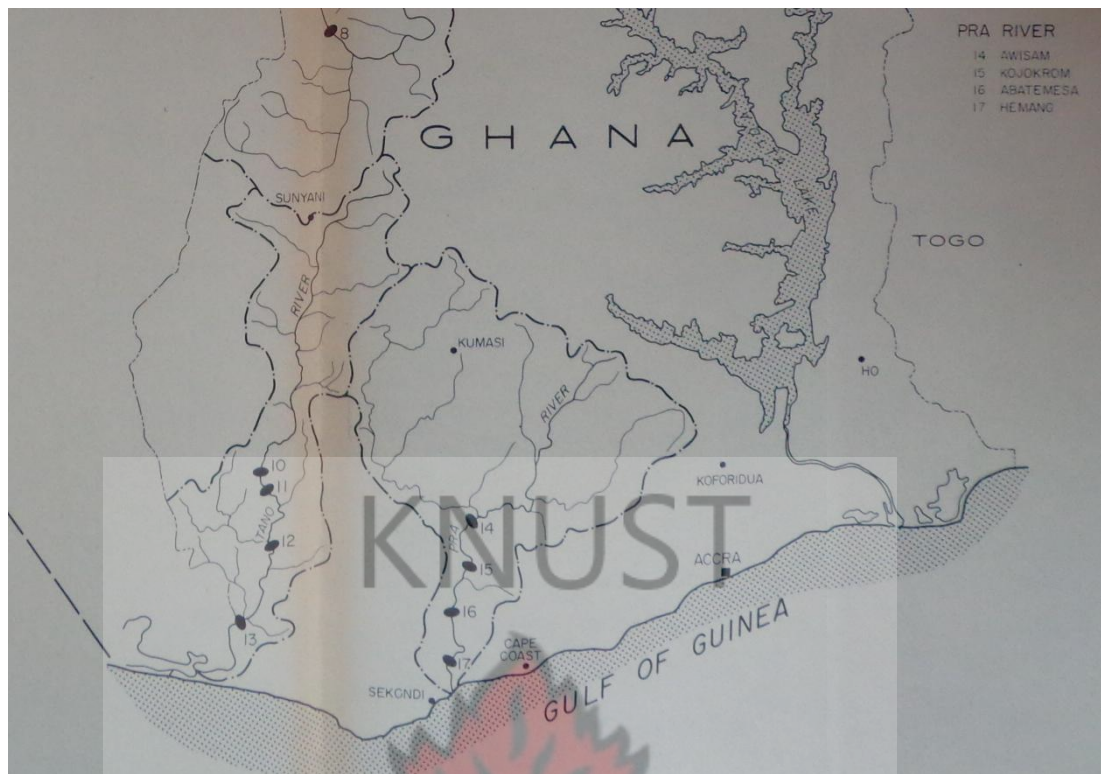 PRA RIVER
14 AWISAM
15 KOJOKROM
16 ABATEMESA
17 HEMANG
8
GHANA
SUNYANI
LAKE
TOGO
RIVER
KUMASI
HO
RIVER
10
11
KOFORIDUA
KNUST
TANO
12
PRA
14
15
ACCRA
13
16
17
CAPE
COAST
SEKONDI
GULF OF GUINEA